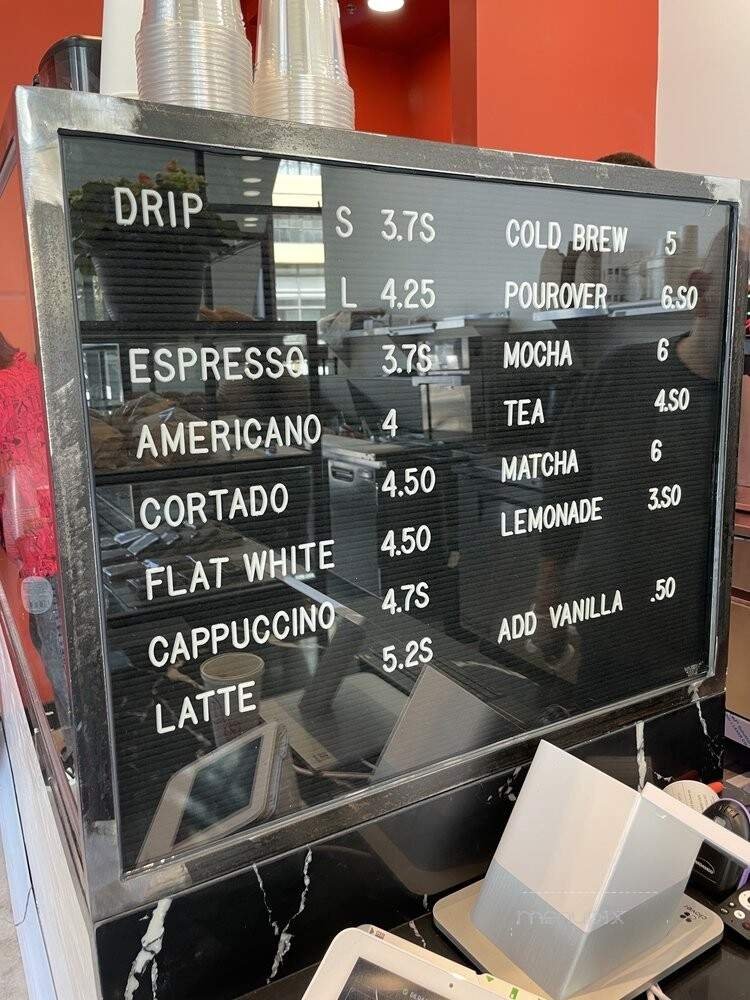 DRIP S 3.7S
L 4.25
ESPRESSO 3.7S
AMERICANO 4
CORTADO 4.50
FLAT WHITE 4.50
CAPPUCCINO 4.7S
LATTE 5.2S
COLD BREW 5
POUROVER 6.SO
MOCHA 6
TEA 4.SO
MATCHA 6
LEMONADE 3.SO
ADD VANILLA .50
menupix
clover